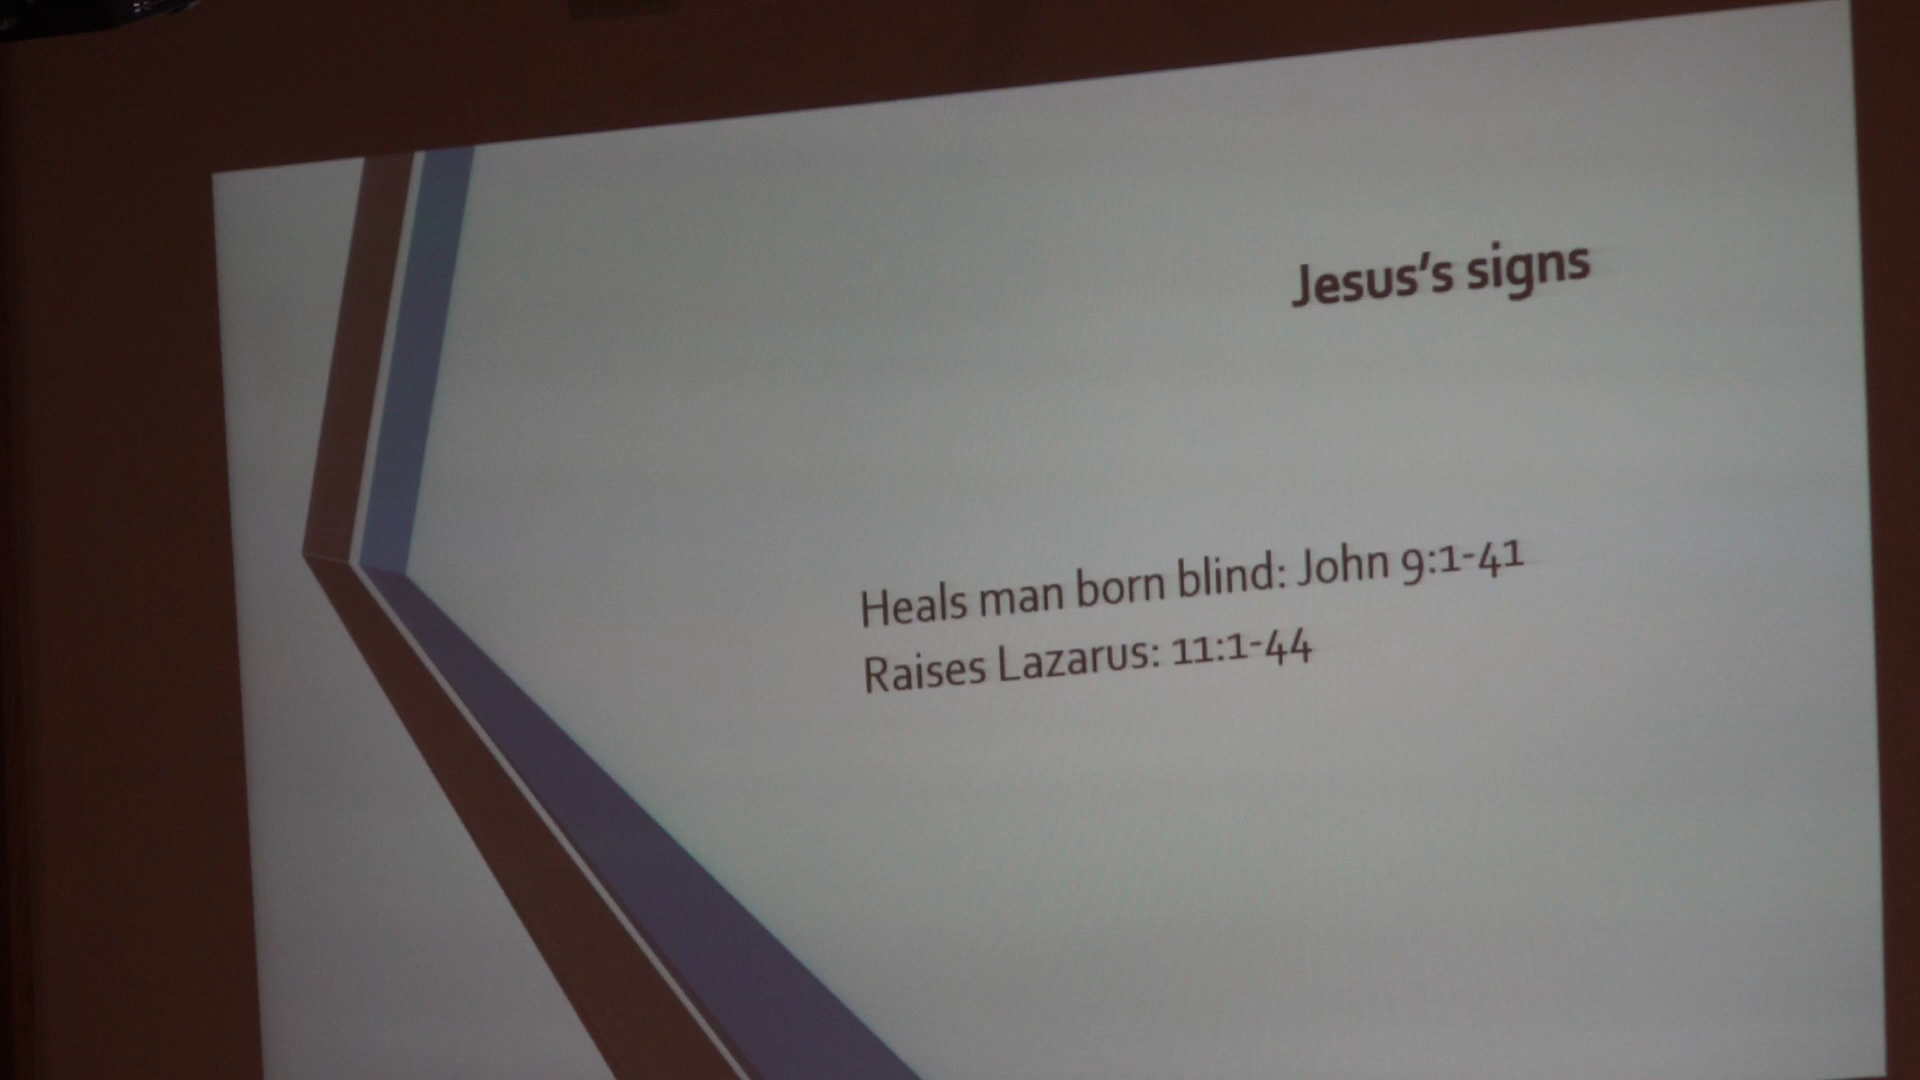 Jesus's signs
Heals man born blind: John 9:1-41
Raises Lazarus: 11:1-44